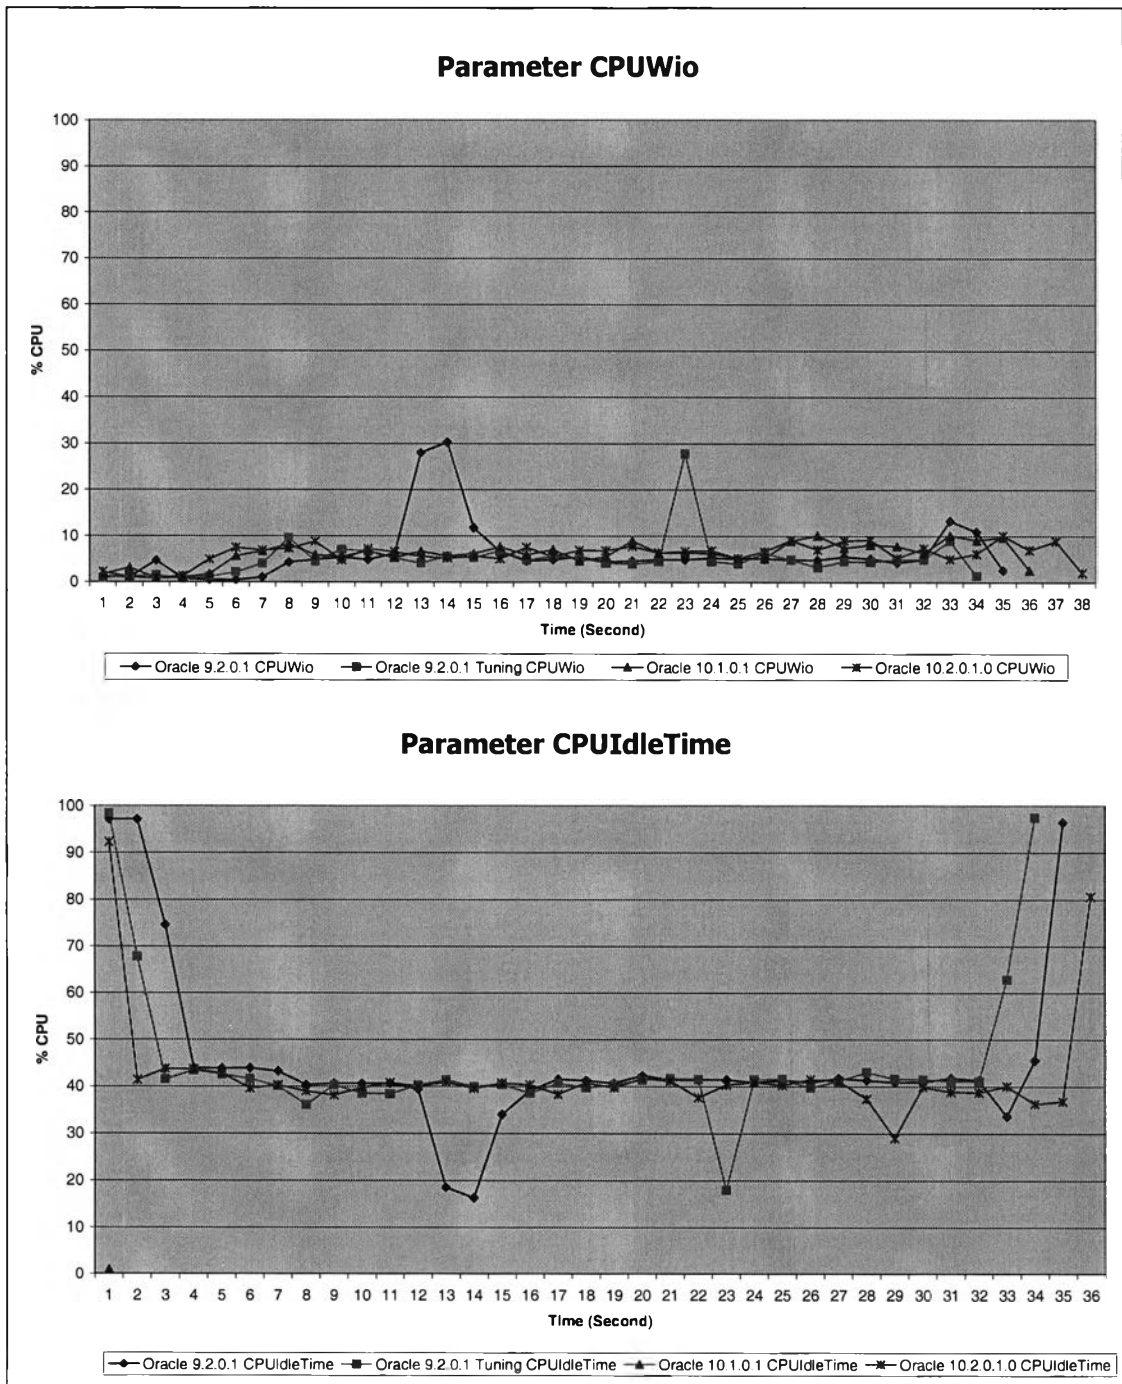 Parameter CPUWio
100
90
80
70
60
50
40
30
20
10
0
% CPU
1 2 3 4 5 6 7 8 9 10 11 12 13 14 15 16 17 18 19 20 21 22 23 24 25 26 27 28 29 30 31 32 33 34 35 36 37 38
Time (Second)
Oracle 9.2.0.1 CPUWio Oracle 9.2.0.1 Tuning CPUWio Oracle 10.1.0.1 CPUWio Oracle 10.2.0.1.0 CPUWio
Parameter CPUIdleTime
100
90
80
70
60
50
40
30
20
10
0
% CPU
1 2 3 4 5 6 7 8 9 10 11 12 13 14 15 16 17 18 19 20 21 22 23 24 25 26 27 28 29 30 31 32 33 34 35 36
Time (Second)
Oracle 9.2.0.1 CPUIdleTime Oracle 9.2.0.1 Tuning CPUIdleTime Oracle 10.1.0.1 CPUIdleTime Oracle 10.2.0.1.0 CPUIdleTime